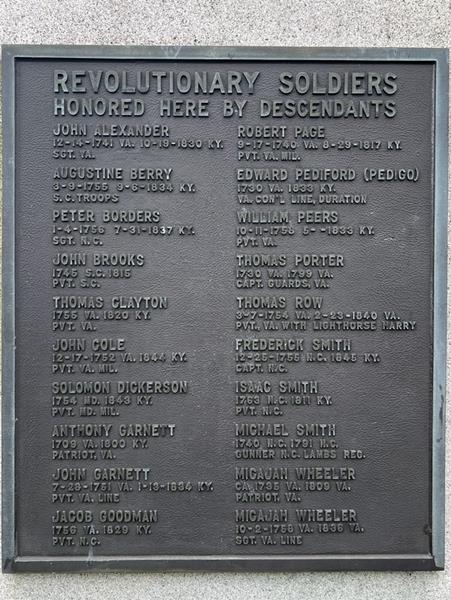 REVOLUTIONARY SOLDIERS
HONORED HERE BY DESCENDANTS
JOHN ALEXANDER
12-14-1741 VA. 10-19-1830 KY.
SGT. VA.
AUGUSTINE BERRY
3-9-1755 9-6-1834 KY.
S.C. TROOPS
PETER BORDERS
1-4-1756 7-31-1837 KY.
SGT. N.C.
JOHN BROOKS
1745 S.C. 1815
PVT. S.C.
THOMAS CLAYTON
1755 VA. 1820 KY.
PVT. VA.
JOHN COLE
12-17-1752 VA. 1844 KY.
PVT. VA. MIL.
SOLOMON DICKERSON
1754 MD. 1843 KY.
PVT. MD. MIL.
ANTHONY GARNETT
1709 VA. 1800 KY.
PATRIOT, VA.
JOHN GARNETT
7-28-1751 VA. 1-13-1834 KY.
PVT. VA. LINE
JACOB GOODMAN
1756 VA. 1829 KY.
PVT. N.C.
ROBERT PAGE
9-17-1740 VA. 8-29-1817 KY.
PVT. VA. MIL.
EDWARD PEDIFORD (PEDIGO)
1730 VA. 1833 KY.
VA. CON'L LINE, DURATION
WILLIAM PEERS
10-11-1758 5- -1833 KY.
PVT. VA.
THOMAS PORTER
1730 VA. 1799 VA.
CAPT. GUARDS, VA.
THOMAS ROW
3-7-1754 VA. 2-23-1840 VA.
PVT., VA. WITH LIGHTHORSE HARRY
FREDERICK SMITH
12-25-1755 N.C. 1845 KY.
CAPT. N.C.
ISAAC SMITH
1763 N.C. 1811 KY.
PVT. N.C.
MICHAEL SMITH
1740 N.C. 1791 N.C.
GUNNER N.C. LAMBS REG.
MICAJAH WHEELER
CA. 1735 VA. 1809 VA.
PATRIOT, VA.
MICAJAH WHEELER
10-2-1758 VA. 1836 VA.
SGT. VA. LINE